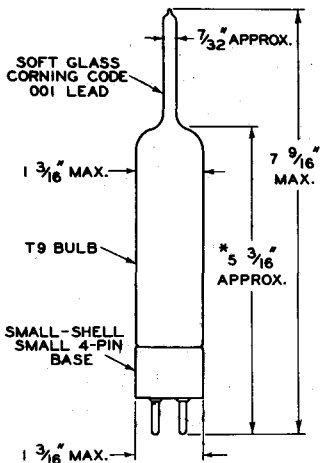 7/32" APPROX.
SOFT GLASS
CORNING CODE
001 LEAD
1 3/16" MAX.
7 9/16"
MAX.
T9 BULB
*5 3/16"
APPROX.
SMALL-SHELL
SMALL 4-PIN
BASE
1 3/16" MAX.